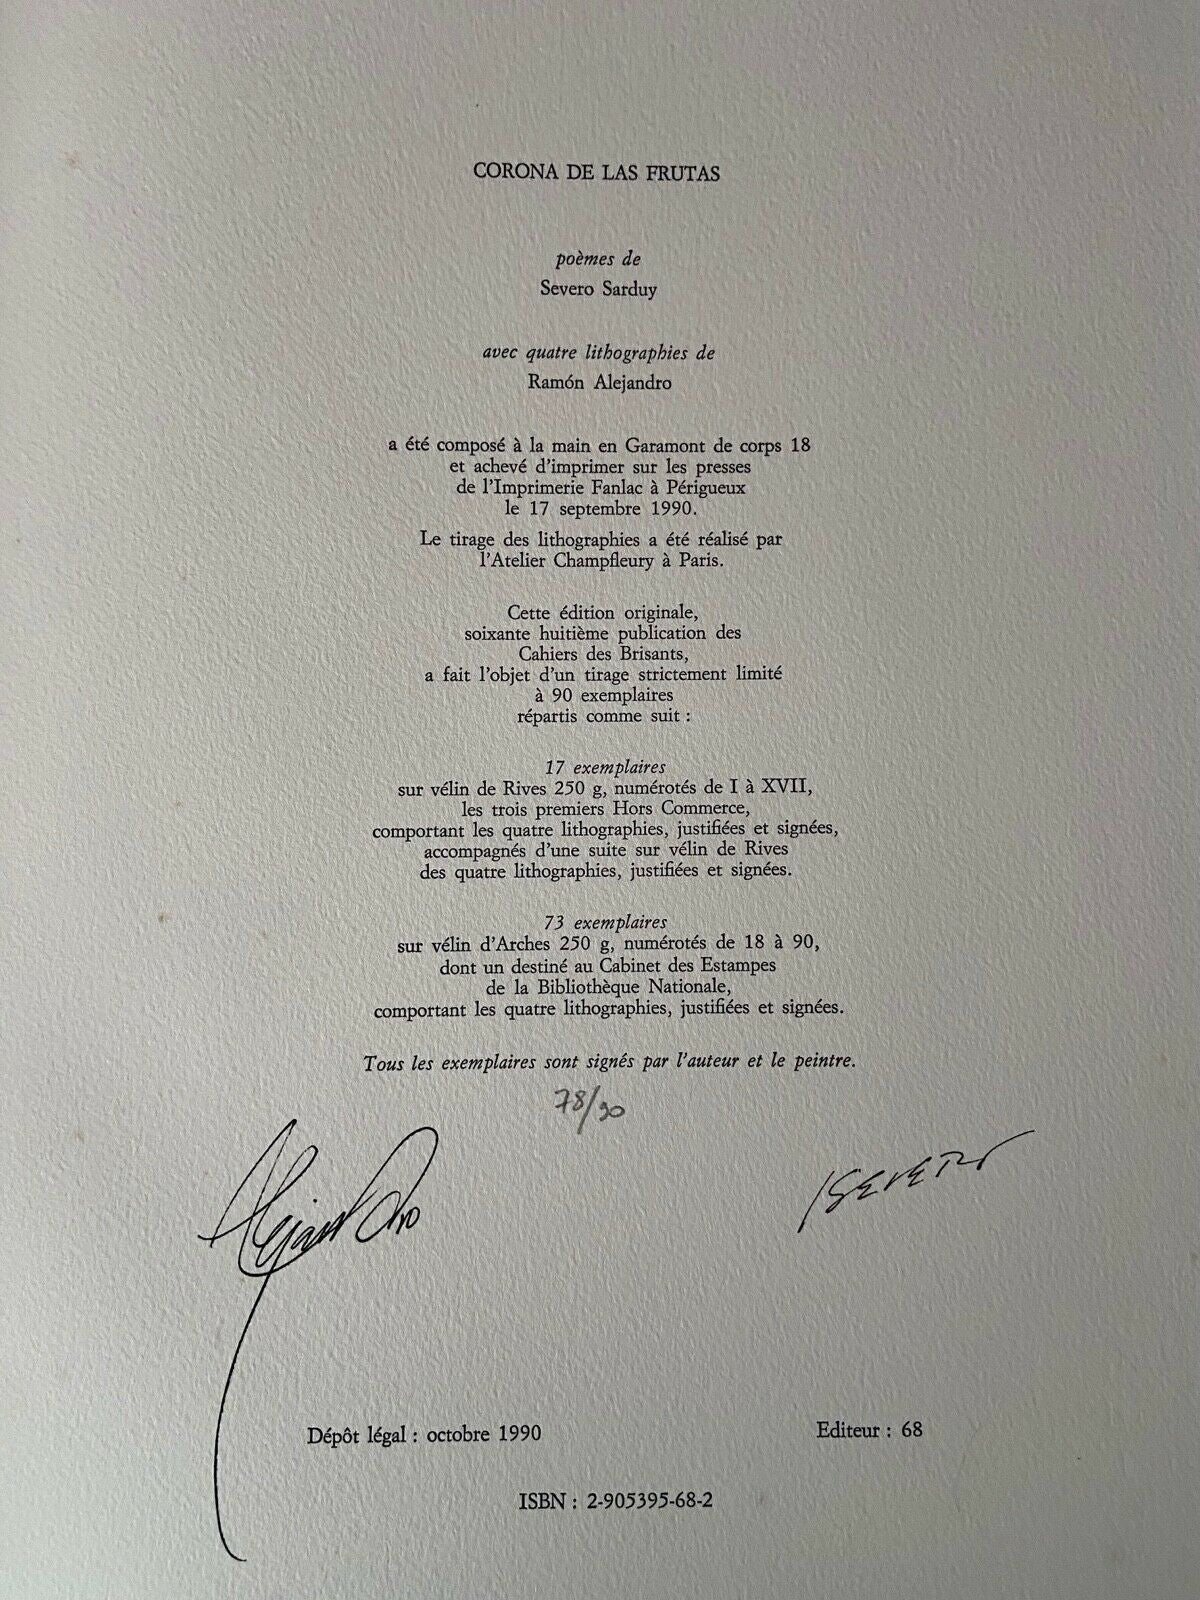 CORONA DE LAS FRUTAS
poèmes de
Severo Sarduy
avec quatre lithographies de
Ramón Alejandro
a été composé à la main en Garamont de corps 18
et achevé d'imprimer sur les presses
de l'Imprimerie Fanlac à Périgueux
le 17 septembre 1990.
Le tirage des lithographies a été réalisé par
l'Atelier Champfleury à Paris.
Cette édition originale,
soixante huitième publication des
Cahiers des Brisants,
a fait l'objet d'un tirage strictement limité
à 90 exemplaires
répartis comme suit :
17 exemplaires
sur vélin de Rives 250 g, numérotés de I à XVII,
les trois premiers Hors Commerce,
comportant les quatre lithographies, justifiées et signées,
accompagnés d'une suite sur vélin de Rives
des quatre lithographies, justifiées et signées.
73 exemplaires
sur vélin d'Arches 250 g, numérotés de 18 à 90,
dont un destiné au Cabinet des Estampes
de la Bibliothèque Nationale,
comportant les quatre lithographies, justifiées et signées.
Tous les exemplaires sont signés par l'auteur et le peintre.
78/90
Alejandro SEVERO
Dépôt légal : octobre 1990 Editeur : 68
ISBN : 2-905395-68-2